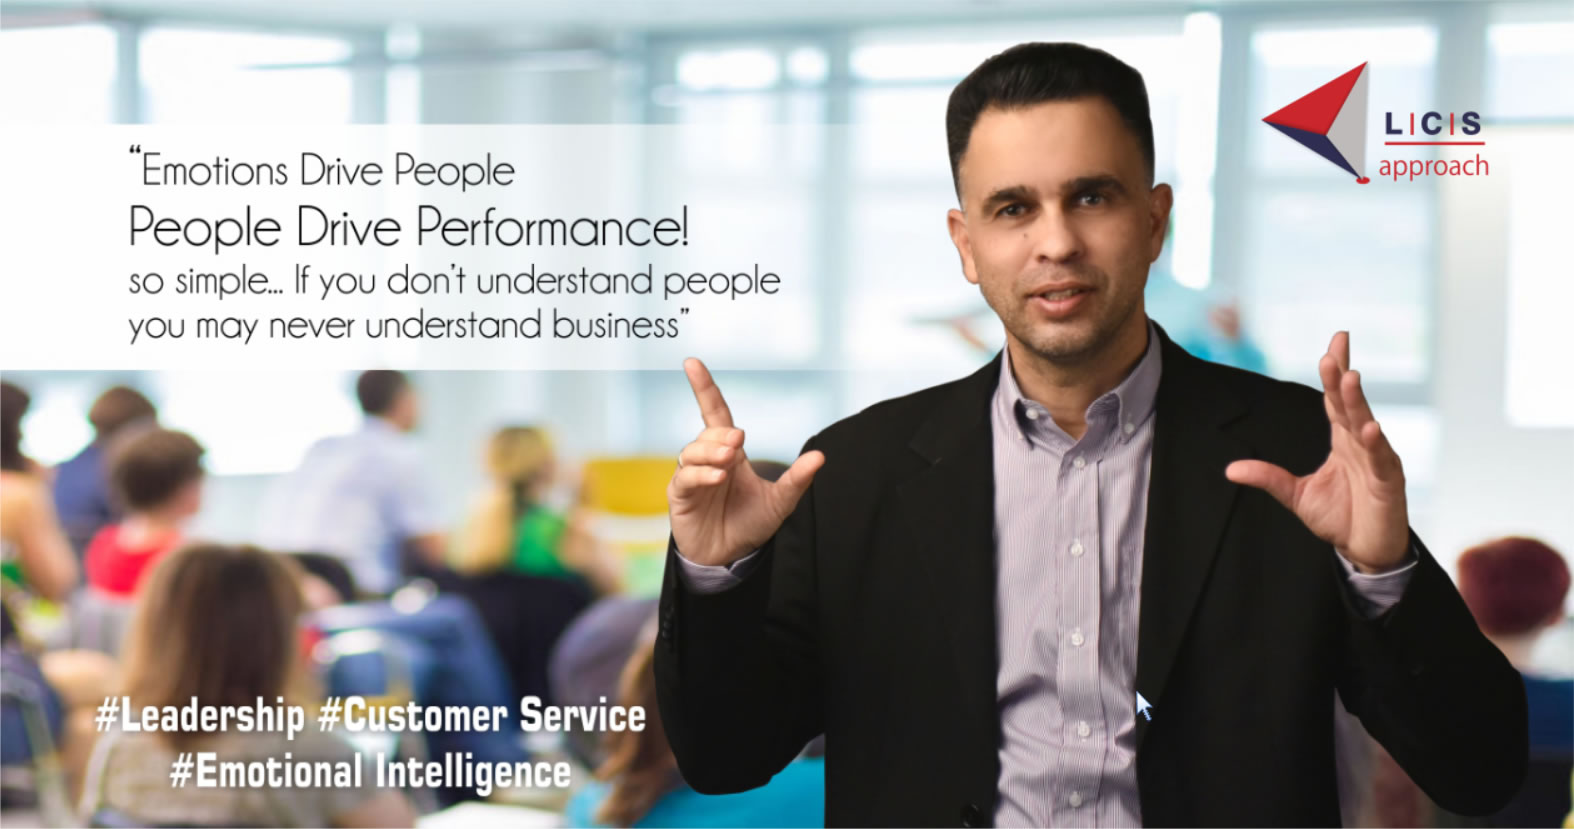 “Emotions Drive People
People Drive Performance!
so simple... If you don't understand people
you may never understand business”
L|C|S
approach
#Leadership #Customer Service
#Emotional Intelligence